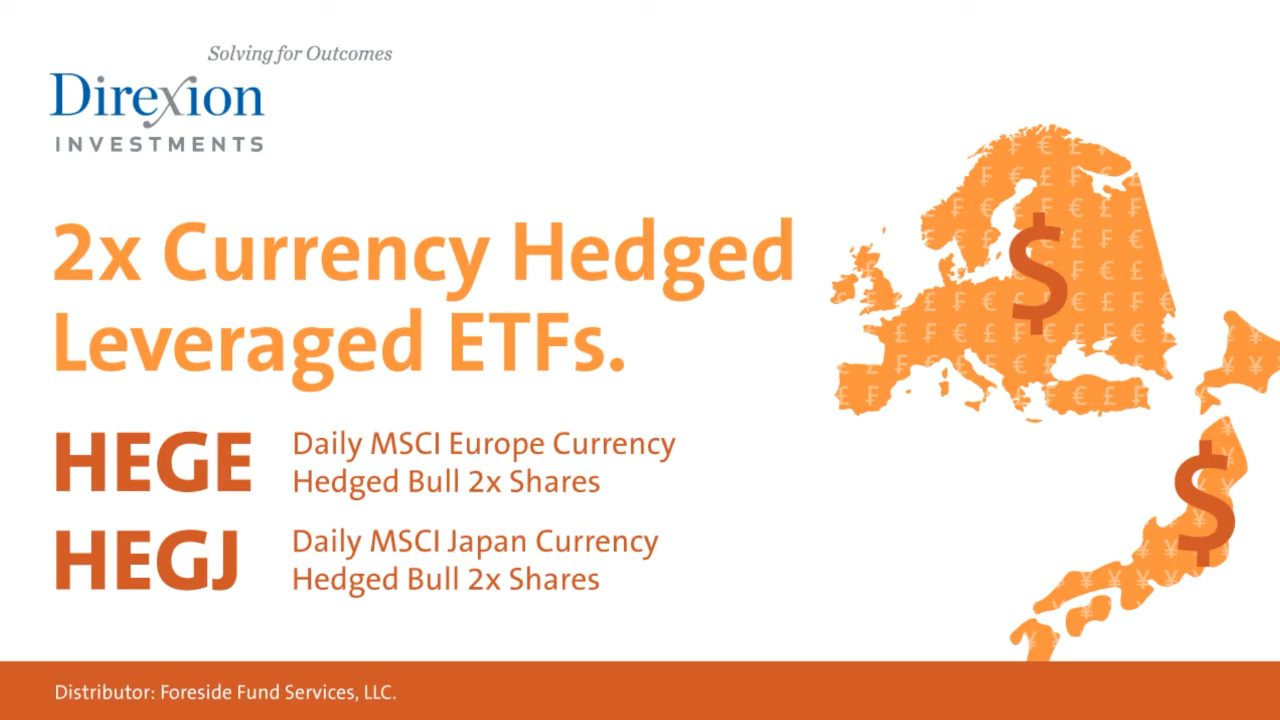 Solving for Outcomes
Direxion
INVESTMENTS
2x Currency Hedged
Leveraged ETFs.
HEGE
Daily MSCI Europe Currency
Hedged Bull 2x Shares
HEGJ
Daily MSCI Japan Currency
Hedged Bull 2x Shares
$
$
Distributor: Foreside Fund Services, LLC.